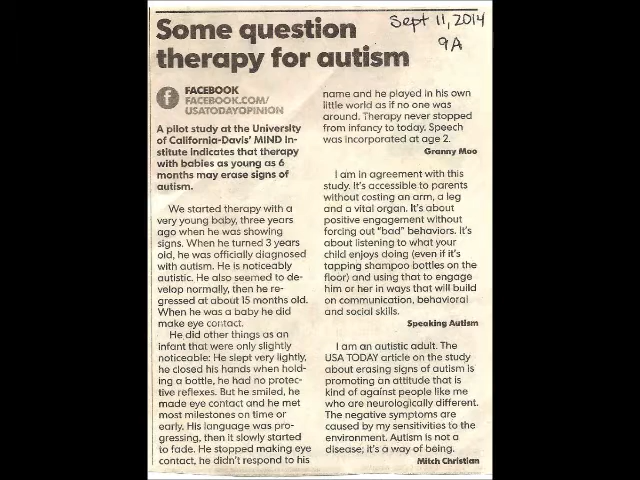 Some question
therapy for autism
Sept 11, 2014
9A
f
FACEBOOK
FACEBOOK.COM/
USATODAYOPINION
A pilot study at the University
of California-Davis' MIND In-
stitute indicates that therapy
with babies as young as 6
months may erase signs of
autism.
We started therapy with a
very young baby, three years
ago when he was showing
signs. When he turned 3 years
old, he was officially diagnosed
with autism. He is noticeably
autistic. He also seemed to de-
velop normally, then he re-
gressed at about 15 months old.
When he was a baby he did
make eye contact.
He did other things as an
infant that were only slightly
noticeable: He slept very lightly,
he closed his hands when hold-
ing a bottle, he had no protec-
tive reflexes. But he smiled, he
made eye contact and he met
most milestones on time or
early. His language was pro-
gressing, then it slowly started
to fade. He stopped making eye
contact, he didn't respond to his
name and he played in his own
little world as if no one was
around. Therapy never stopped
from infancy to today. Speech
was incorporated at age 2.
Granny Moo
I am in agreement with this
study. It's accessible to parents
without costing an arm, a leg
and a vital organ. It's about
positive engagement without
forcing out "bad" behaviors. It's
about listening to what your
child enjoys doing (even if it's
tapping shampoo bottles on the
floor) and using that to engage
him or her in ways that will build
on communication, behavioral
and social skills.
Speaking Autism
I am an autistic adult. The
USA TODAY article on the study
about erasing signs of autism is
promoting an attitude that is
kind of against people like me
who are neurologically different.
The negative symptoms are
caused by my sensitivities to the
environment. Autism is not a
disease; it's a way of being.
Mitch Christian